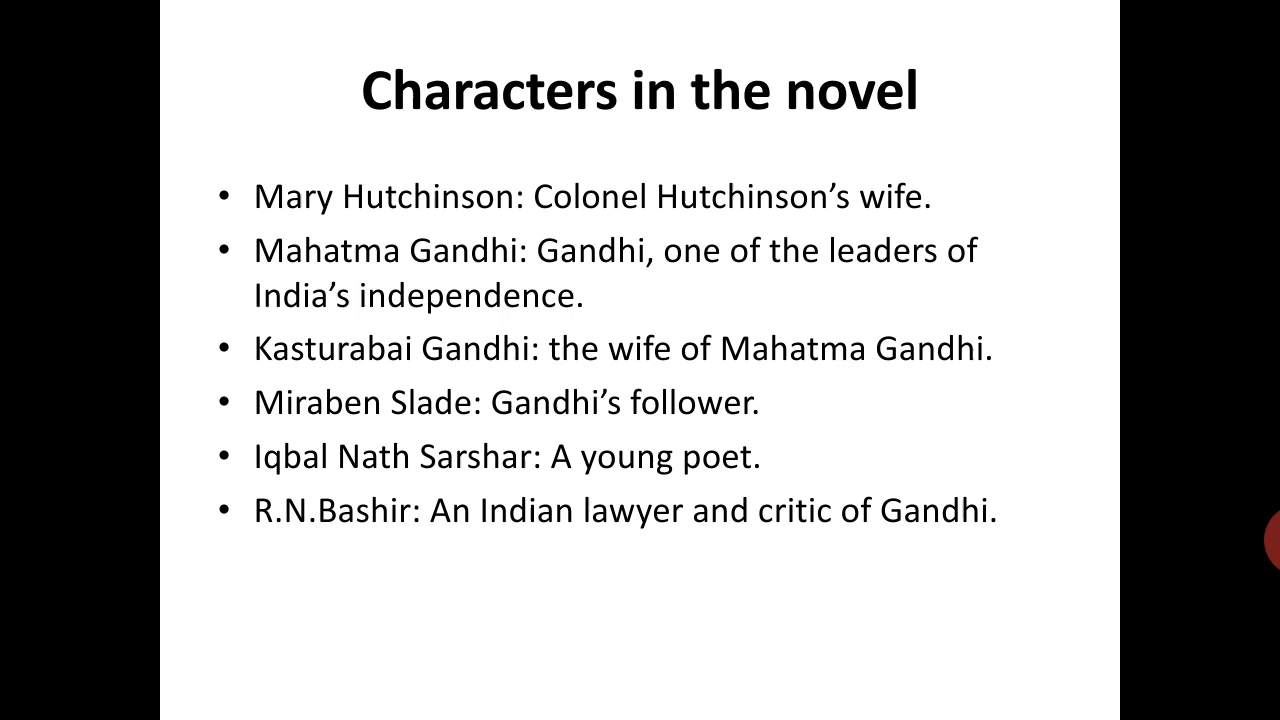 Characters in the novel
• Mary Hutchinson: Colonel Hutchinson’s wife.
• Mahatma Gandhi: Gandhi, one of the leaders of
India’s independence.
• Kasturabai Gandhi: the wife of Mahatma Gandhi.
• Miraben Slade: Gandhi’s follower.
• Iqbal Nath Sarshar: A young poet.
• R.N.Bashir: An Indian lawyer and critic of Gandhi.